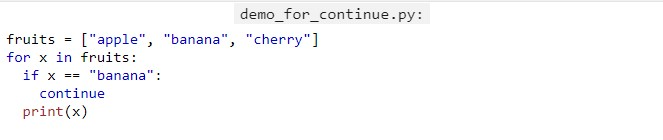 demo_for_continue.py:
fruits = ["apple", "banana", "cherry"]
for x in fruits:
  if x == "banana":
    continue
  print(x)